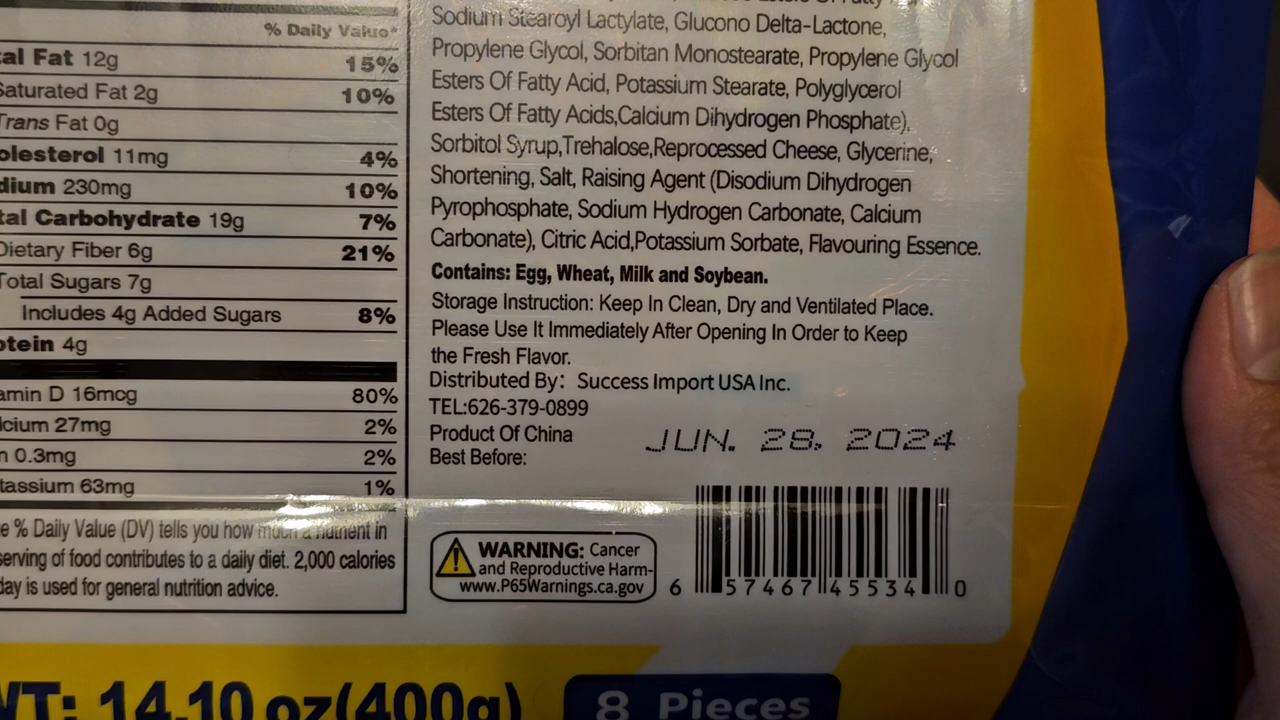 % Daily Value*
al Fat 12g 15%
Saturated Fat 2g 10%
Trans Fat 0g
olesterol 11mg 4%
dium 230mg 10%
tal Carbohydrate 19g 7%
Dietary Fiber 6g 21%
Total Sugars 7g
Includes 4g Added Sugars 8%
otein 4g
amin D 16mcg 80%
lcium 27mg 2%
n 0.3mg 2%
tassium 63mg 1%
e % Daily Value (DV) tells you how much a nutrient in
serving of food contributes to a daily diet. 2,000 calories
day is used for general nutrition advice.
Sodium Stearoyl Lactylate, Glucono Delta-Lactone,
Propylene Glycol, Sorbitan Monostearate, Propylene Glycol
Esters Of Fatty Acid, Potassium Stearate, Polyglycerol
Esters Of Fatty Acids,Calcium Dihydrogen Phosphate),
Sorbitol Syrup,Trehalose,Reprocessed Cheese, Glycerine,
Shortening, Salt, Raising Agent (Disodium Dihydrogen
Pyrophosphate, Sodium Hydrogen Carbonate, Calcium
Carbonate), Citric Acid,Potassium Sorbate, Flavouring Essence.
Contains: Egg, Wheat, Milk and Soybean.
Storage Instruction: Keep In Clean, Dry and Ventilated Place.
Please Use It Immediately After Opening In Order to Keep
the Fresh Flavor.
Distributed By: Success Import USA Inc.
TEL:626-379-0899
Product Of China
Best Before: JUN. 28, 2024
WARNING: Cancer
and Reproductive Harm-
www.P65Warnings.ca.gov
6 57467 45534 0
WT: 14.10 oz(400g)
8 Pieces